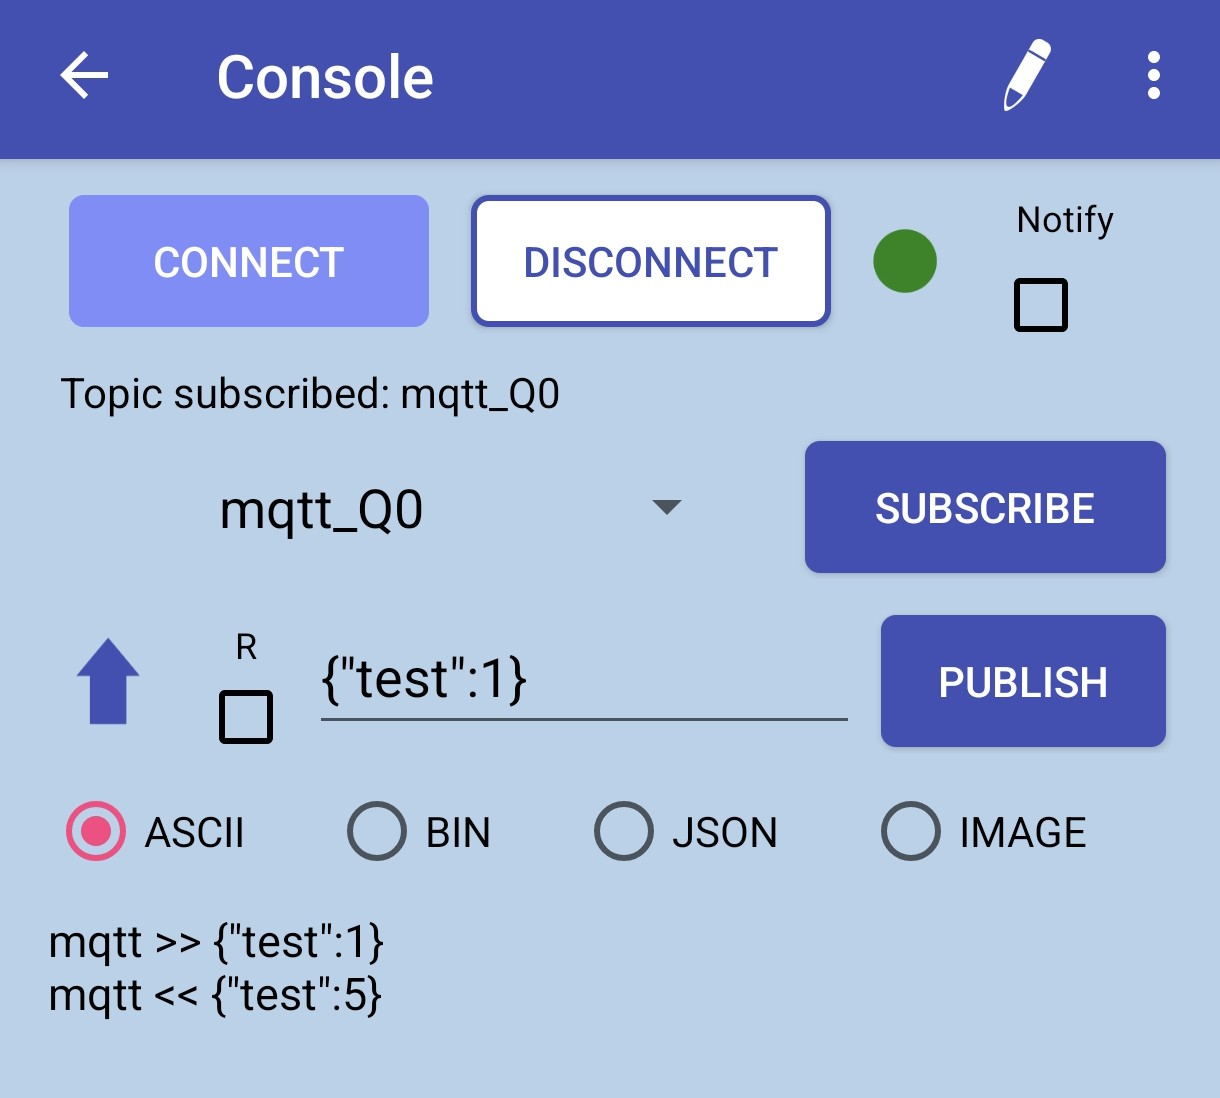 Console
CONNECT
DISCONNECT
Notify
Topic subscribed: mqtt_Q0
mqtt_Q0
SUBSCRIBE
R
{"test":1}
PUBLISH
ASCII
BIN
JSON
IMAGE
mqtt >> {"test":1}
mqtt << {"test":5}